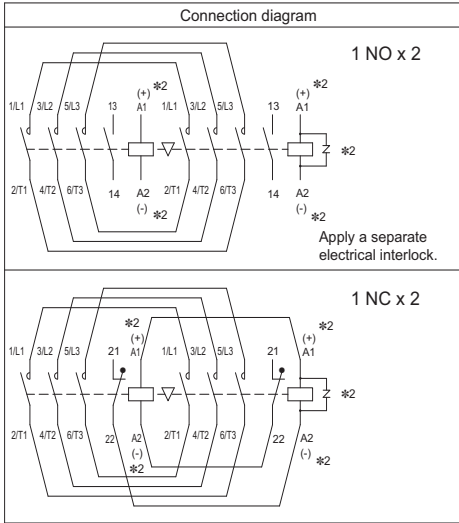 Connection diagram
1 NO x 2
✻2
✻2
(+)
(+)
1/L1 3/L2 5/L3 13 A1 1/L1 3/L2 5/L3 13 A1
✻2
2/T1 4/T2 6/T3 14 A2 2/T1 4/T2 6/T3 14 A2
(-) ✻2
(-) ✻2
Apply a separate
electrical interlock.
1 NC x 2
✻2
✻2
(+)
(+)
1/L1 3/L2 5/L3 21 A1 1/L1 3/L2 5/L3 21 A1
✻2
2/T1 4/T2 6/T3 22 A2 2/T1 4/T2 6/T3 22 A2
(-)
✻2
(-) ✻2